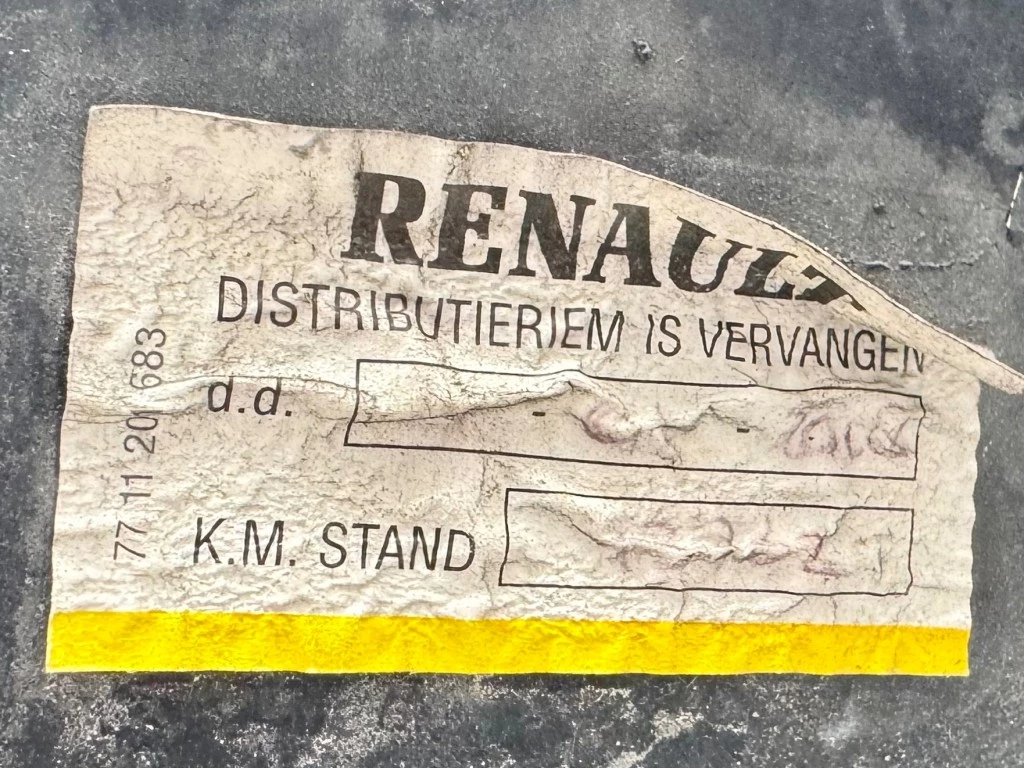 RENAULT
DISTRIBUTIERIEM IS VERVANGEN
d.d. - -
K.M. STAND
77 11 201 683